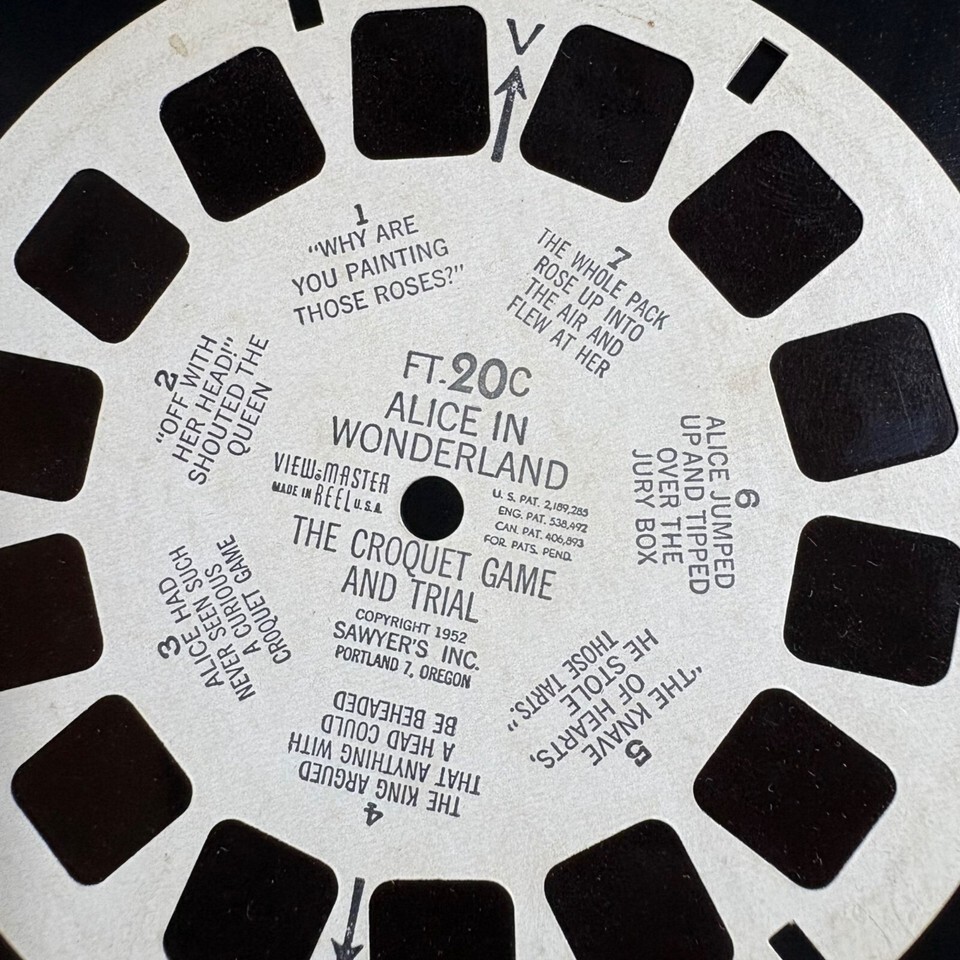 V
1
"WHY ARE
YOU PAINTING
THOSE ROSES?"
2
"OFF WITH
HER HEAD!"
SHOUTED THE
QUEEN
3
ALICE HAD
NEVER SEEN SUCH
A CURIOUS
CROQUET GAME
4
THE KING ARGUED
THAT ANYTHING WITH
A HEAD COULD
BE BEHEADED
5
"THE KNAVE
OF HEARTS,
HE STOLE
THOSE TARTS."
6
ALICE JUMPED
UP AND TIPPED
OVER THE
JURY BOX
7
THE WHOLE PACK
ROSE UP INTO
THE AIR AND
FLEW AT HER
FT-20C
ALICE IN
WONDERLAND
VIEW-MASTER
MADE IN REEL U.S.A.
U. S. PAT. 2,189,285
ENG. PAT. 538,492
CAN. PAT. 406,893
FOR. PATS. PEND.
THE CROQUET GAME
AND TRIAL
COPYRIGHT 1952
SAWYER'S INC.
PORTLAND 7, OREGON